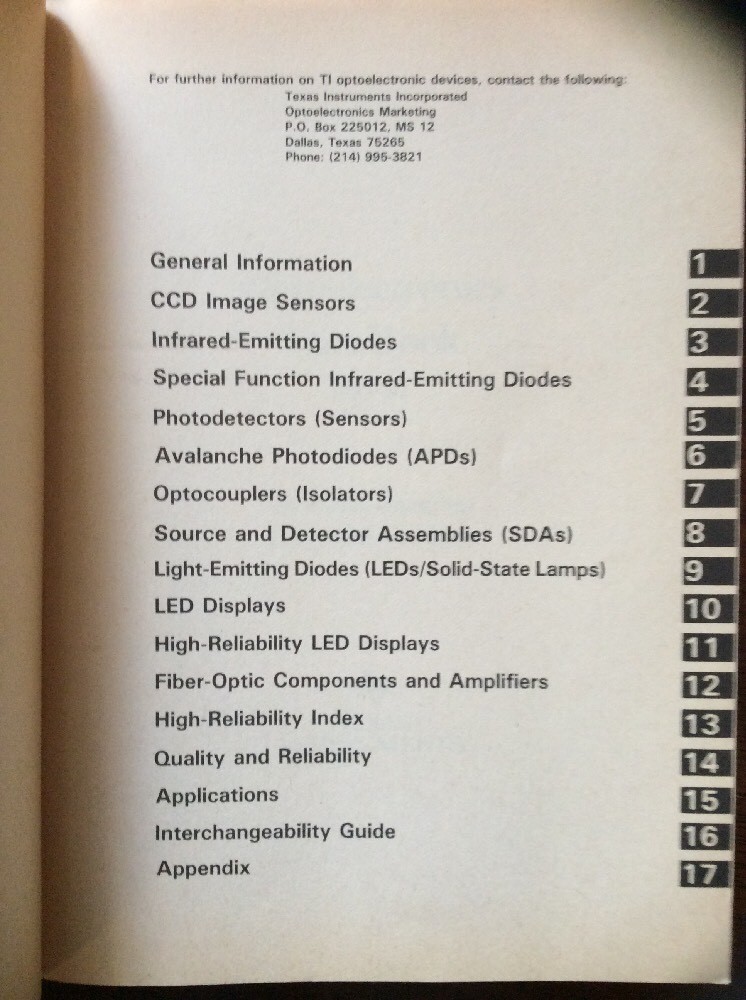 For further information on TI optoelectronic devices, contact the following:
Texas Instruments Incorporated
Optoelectronics Marketing
P.O. Box 225012, MS 12
Dallas, Texas 75265
Phone: (214) 995-3821
General Information 1
CCD Image Sensors 2
Infrared-Emitting Diodes 3
Special Function Infrared-Emitting Diodes 4
Photodetectors (Sensors) 5
Avalanche Photodiodes (APDs) 6
Optocouplers (Isolators) 7
Source and Detector Assemblies (SDAs) 8
Light-Emitting Diodes (LEDs/Solid-State Lamps) 9
LED Displays 10
High-Reliability LED Displays 11
Fiber-Optic Components and Amplifiers 12
High-Reliability Index 13
Quality and Reliability 14
Applications 15
Interchangeability Guide 16
Appendix 17